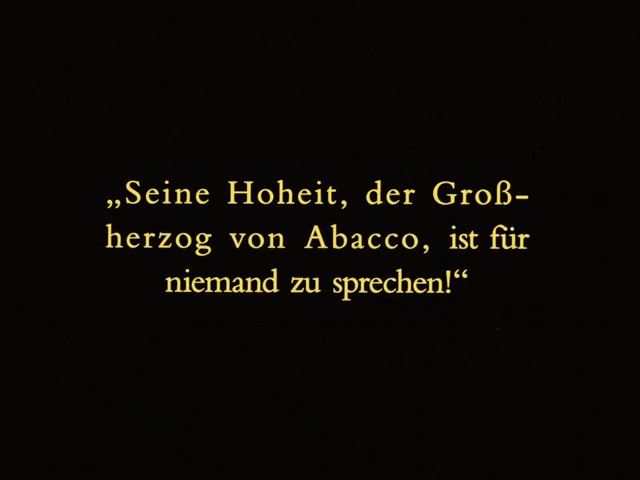 „Seine Hoheit, der Groß-
herzog von Abacco, ist für
niemand zu sprechen!“